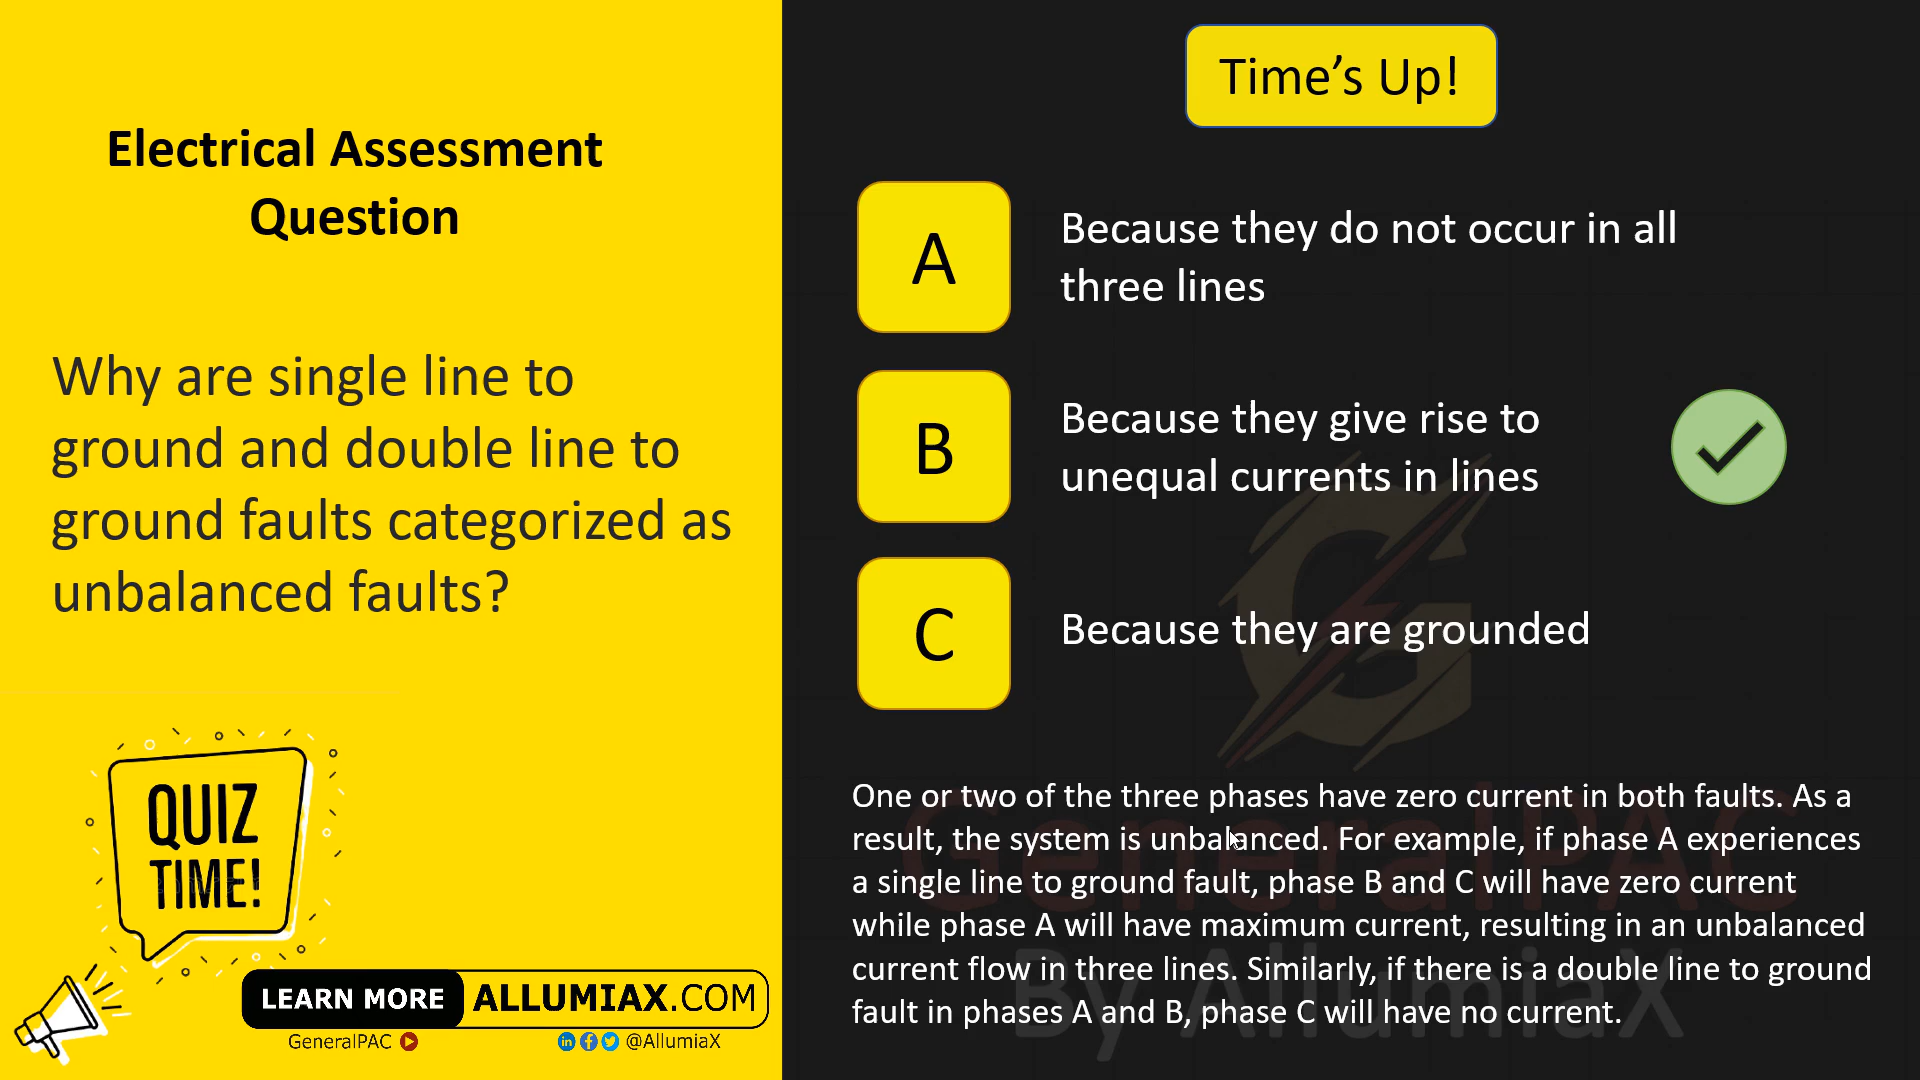 Electrical Assessment
Question
Why are single line to
ground and double line to
ground faults categorized as
unbalanced faults?
QUIZ
TIME!
LEARN MORE ALLUMIAX.COM
GeneralPAC @AllumiaX
Time’s Up!
A
Because they do not occur in all
three lines
B
Because they give rise to
unequal currents in lines
C
Because they are grounded
One or two of the three phases have zero current in both faults. As a
result, the system is unbalanced. For example, if phase A experiences
a single line to ground fault, phase B and C will have zero current
while phase A will have maximum current, resulting in an unbalanced
current flow in three lines. Similarly, if there is a double line to ground
fault in phases A and B, phase C will have no current.
GeneralPAC
By AllumiaX